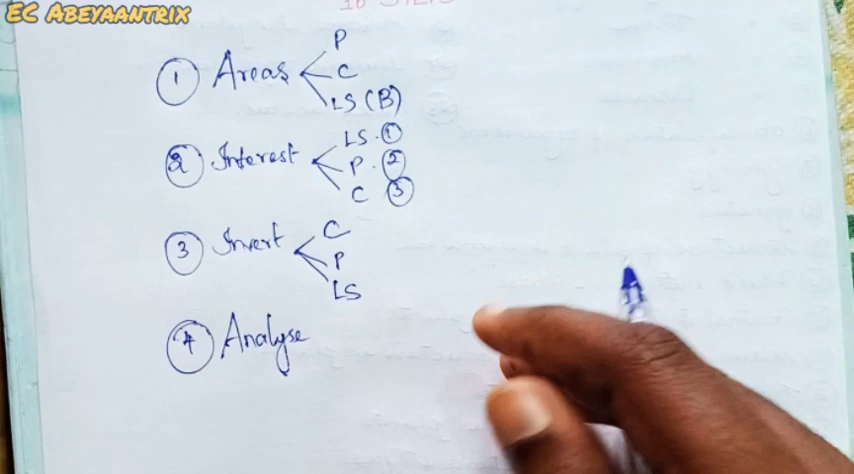 EC ABEYAANTRIX
① Areas P
C
LS (B)
② Interest LS. ①
P. ②
C ③
③ Invert C
P
LS
④ Analyse